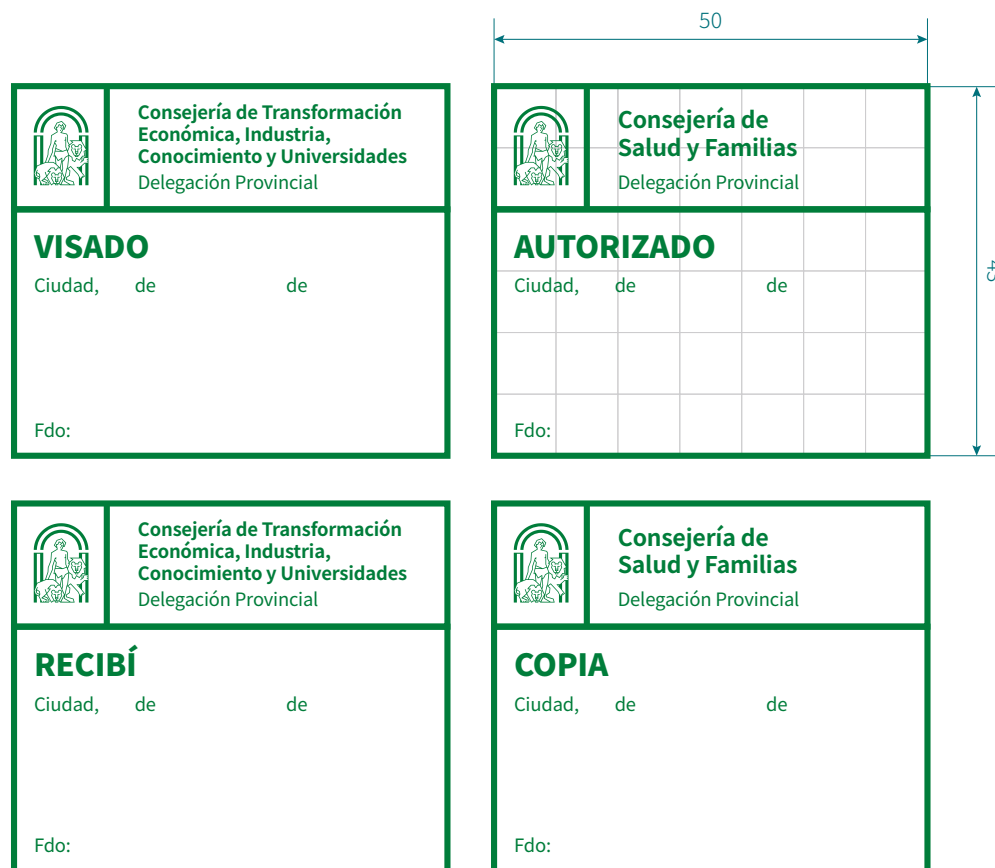 50
Consejería de Transformación
Económica, Industria,
Conocimiento y Universidades
Delegación Provincial
VISADO
Ciudad, de de
Fdo:
Consejería de
Salud y Familias
Delegación Provincial
AUTORIZADO
Ciudad, de de
Fdo:
Consejería de Transformación
Económica, Industria,
Conocimiento y Universidades
Delegación Provincial
RECIBÍ
Ciudad, de de
Fdo:
Consejería de
Salud y Familias
Delegación Provincial
COPIA
Ciudad, de de
Fdo: